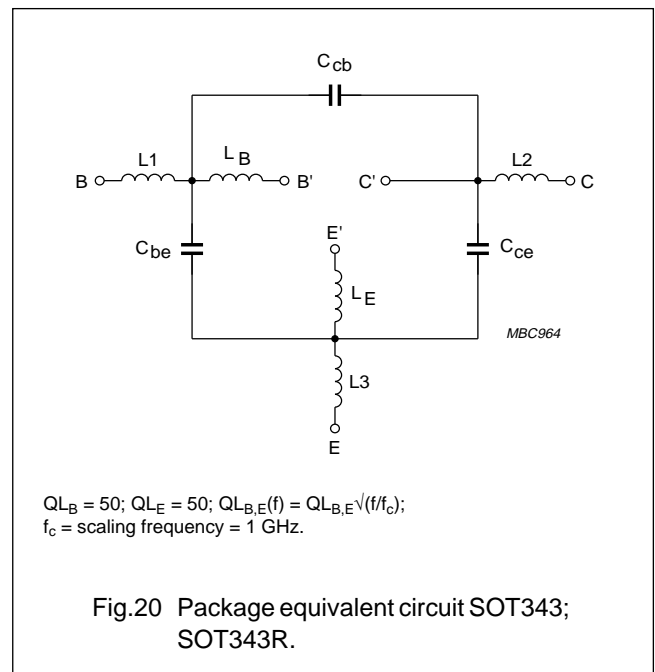 C_cb
L1
L_B
L2
B
B'
C'
C
C_be
E'
C_ce
L_E
MBC964
L3
E
QL_B = 50; QL_E = 50; QL_B,E(f) = QL_B,E√(f/f_c);
f_c = scaling frequency = 1 GHz.
Fig.20 Package equivalent circuit SOT343;
SOT343R.